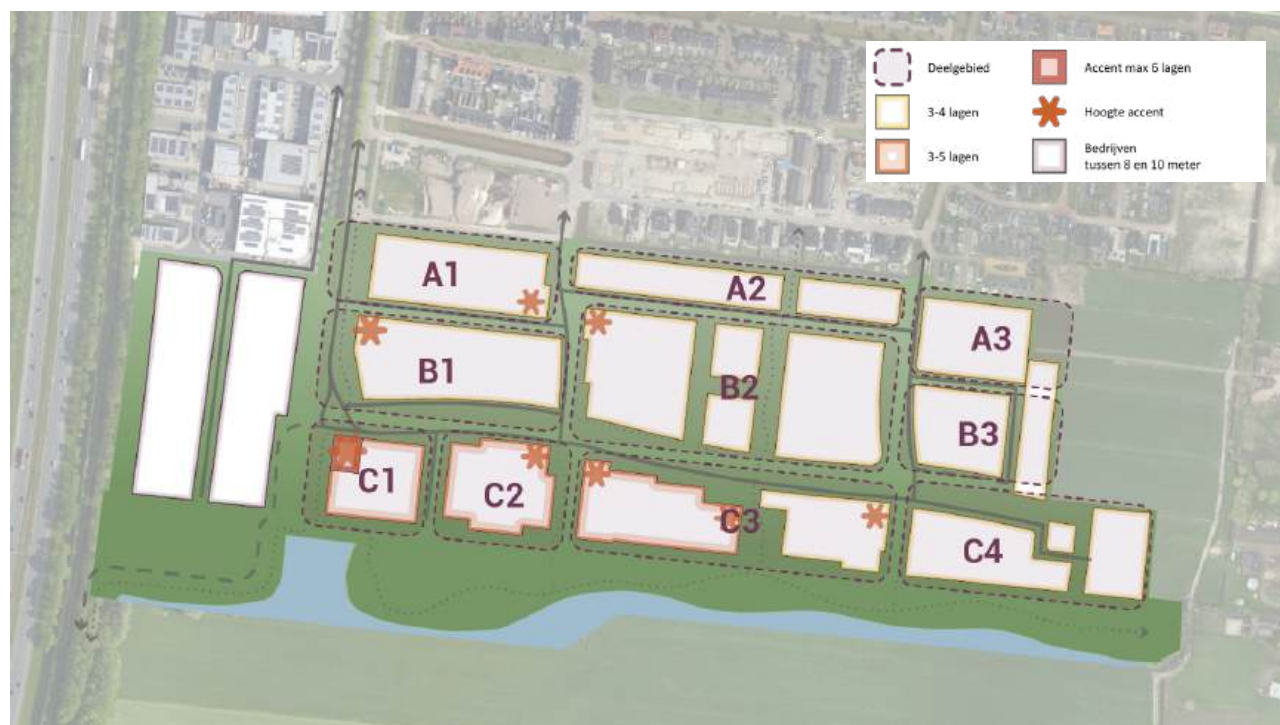 Deelgebied
Accent max 6 lagen
3-4 lagen
Hoogte accent
3-5 lagen
Bedrijven
tussen 8 en 10 meter
A1
A2
A3
B1
B2
B3
C1
C2
C3
C4